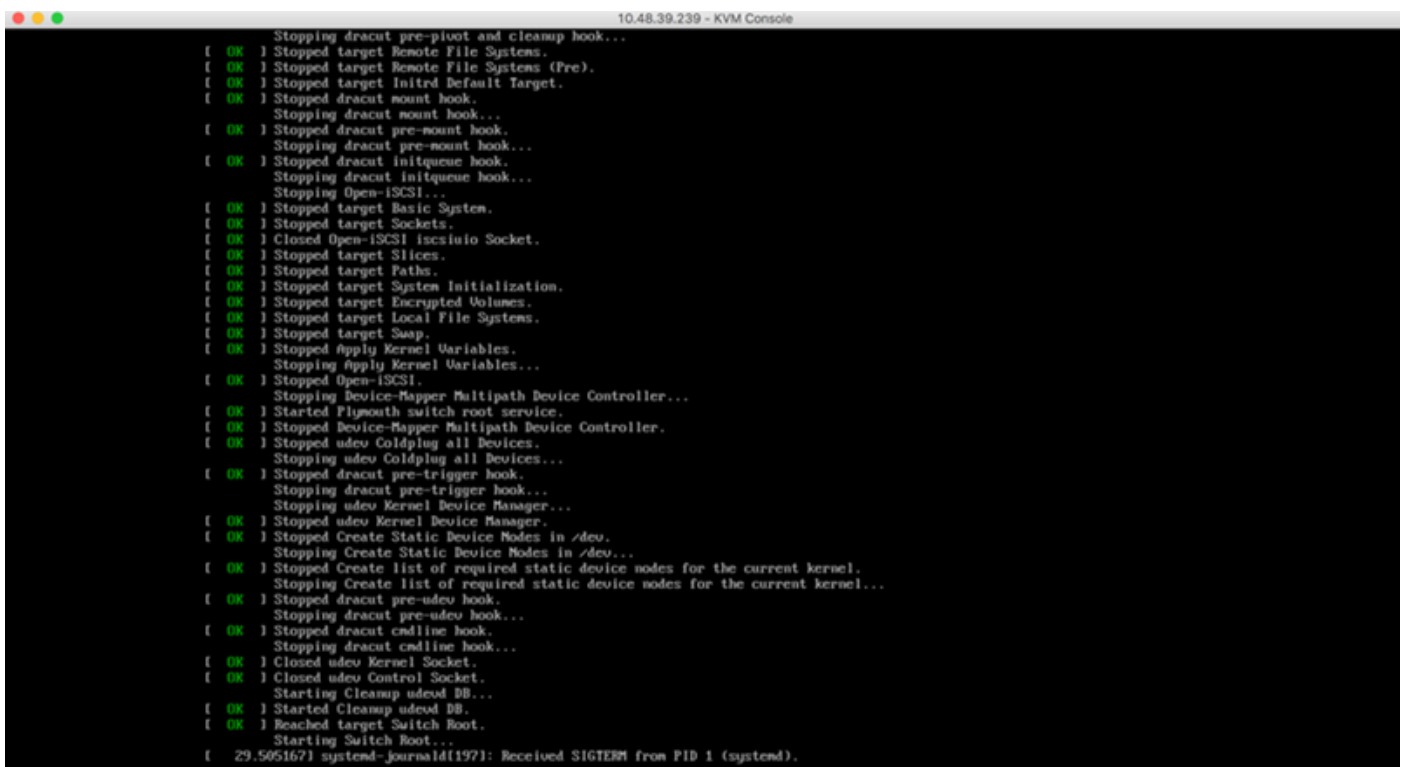 10.48.39.239 - KVM Console
Stopping dracut pre-pivot and cleanup hook...
[  OK  ] Stopped target Remote File Systems.
[  OK  ] Stopped target Remote File Systems (Pre).
[  OK  ] Stopped target Initrd Default Target.
[  OK  ] Stopped dracut mount hook.
Stopping dracut mount hook...
[  OK  ] Stopped dracut pre-mount hook.
Stopping dracut pre-mount hook...
[  OK  ] Stopped dracut initqueue hook.
Stopping dracut initqueue hook...
Stopping Open-iSCSI...
[  OK  ] Stopped target Basic System.
[  OK  ] Stopped target Sockets.
[  OK  ] Closed Open-iSCSI iscsiuio Socket.
[  OK  ] Stopped target Slices.
[  OK  ] Stopped target Paths.
[  OK  ] Stopped target System Initialization.
[  OK  ] Stopped target Encrypted Volumes.
[  OK  ] Stopped target Local File Systems.
[  OK  ] Stopped target Swap.
[  OK  ] Stopped Apply Kernel Variables.
Stopping Apply Kernel Variables...
[  OK  ] Stopped Open-iSCSI.
Stopping Device-Mapper Multipath Device Controller...
[  OK  ] Started Plymouth switch root service.
[  OK  ] Stopped Device-Mapper Multipath Device Controller.
[  OK  ] Stopped udev Coldplug all Devices.
Stopping udev Coldplug all Devices...
[  OK  ] Stopped dracut pre-trigger hook.
Stopping dracut pre-trigger hook...
Stopping udev Kernel Device Manager...
[  OK  ] Stopped udev Kernel Device Manager.
[  OK  ] Stopped Create Static Device Nodes in /dev.
Stopping Create Static Device Nodes in /dev...
[  OK  ] Stopped Create list of required static device nodes for the current kernel.
Stopping Create list of required static device nodes for the current kernel...
[  OK  ] Stopped dracut pre-udev hook.
Stopping dracut pre-udev hook...
[  OK  ] Stopped dracut cmdline hook.
Stopping dracut cmdline hook...
[  OK  ] Closed udev Kernel Socket.
[  OK  ] Closed udev Control Socket.
Starting Cleanup udevd DB...
[  OK  ] Started Cleanup udevd DB.
[  OK  ] Reached target Switch Root.
Starting Switch Root...
[   29.505167] systemd-journald[197]: Received SIGTERM from PID 1 (systemd).